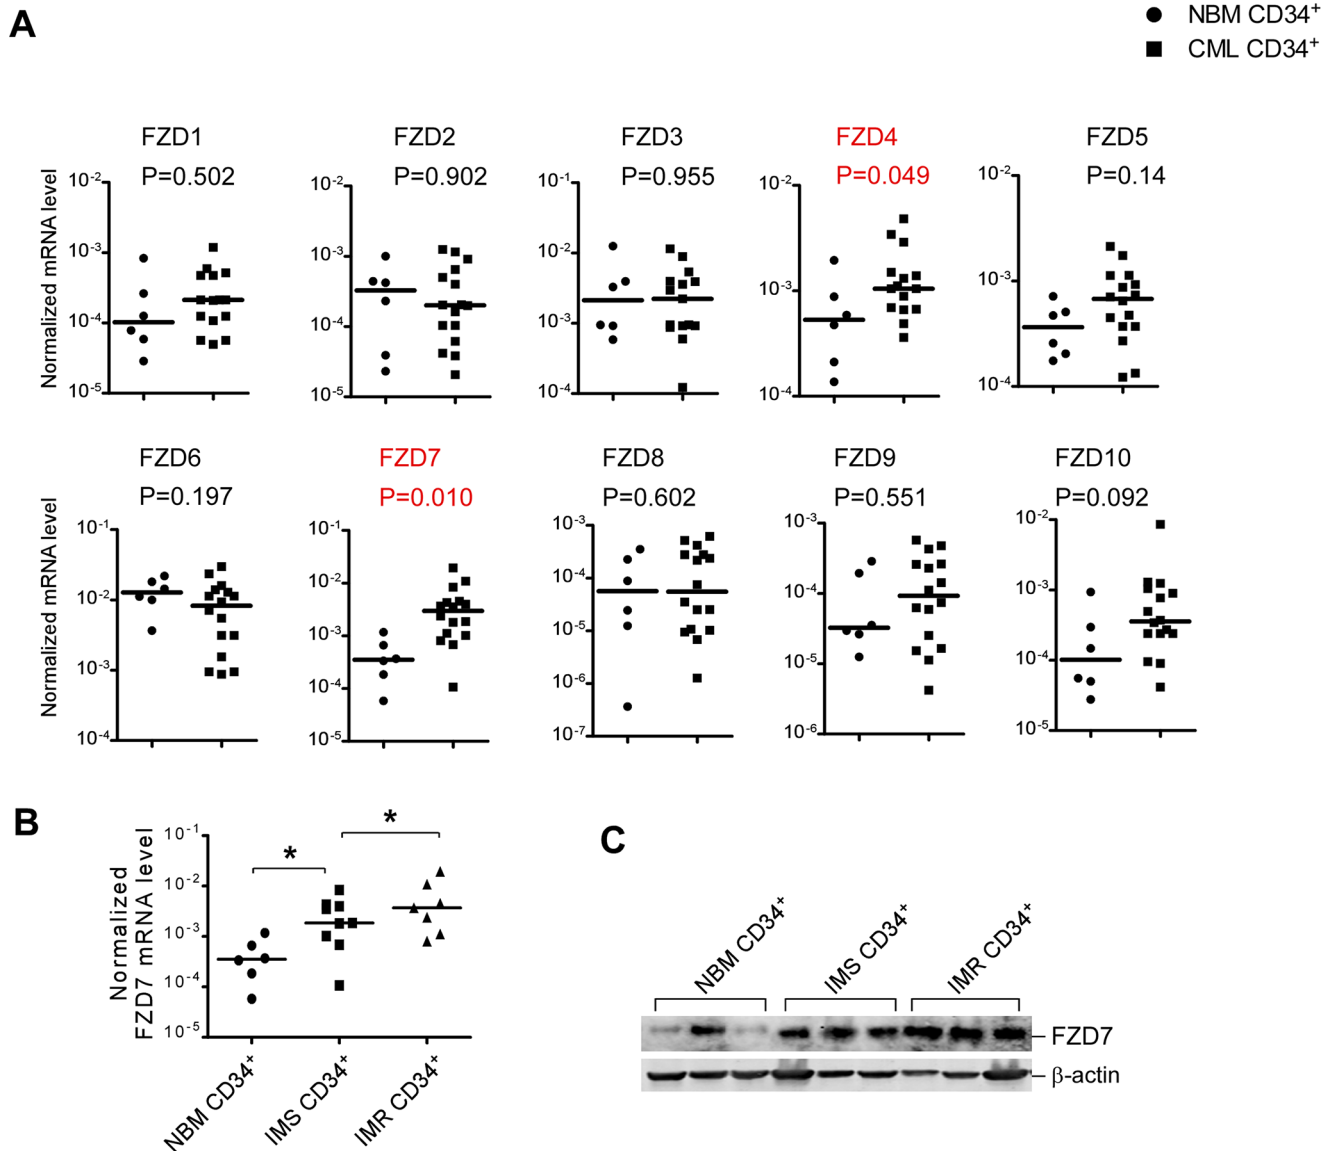 A
NBM CD34⁺
CML CD34⁺
FZD1
P=0.502
FZD2
P=0.902
FZD3
P=0.955
FZD4
P=0.049
FZD5
P=0.14
Normalized mRNA level
10⁻²
10⁻³
10⁻⁴
10⁻⁵
10⁻²
10⁻³
10⁻⁴
10⁻⁵
10⁻¹
10⁻²
10⁻³
10⁻⁴
10⁻²
10⁻³
10⁻⁴
10⁻²
10⁻³
10⁻⁴
FZD6
P=0.197
FZD7
P=0.010
FZD8
P=0.602
FZD9
P=0.551
FZD10
P=0.092
Normalized mRNA level
10⁻¹
10⁻²
10⁻³
10⁻⁴
10⁻¹
10⁻²
10⁻³
10⁻⁴
10⁻⁵
10⁻³
10⁻⁴
10⁻⁵
10⁻⁶
10⁻⁷
10⁻³
10⁻⁴
10⁻⁵
10⁻⁶
10⁻²
10⁻³
10⁻⁴
10⁻⁵
B
Normalized
FZD7 mRNA level
10⁻¹
10⁻²
10⁻³
10⁻⁴
10⁻⁵
*
*
NBM CD34⁺
IMS CD34⁺
IMR CD34⁺
C
NBM CD34⁺
IMS CD34⁺
IMR CD34⁺
FZD7
β-actin